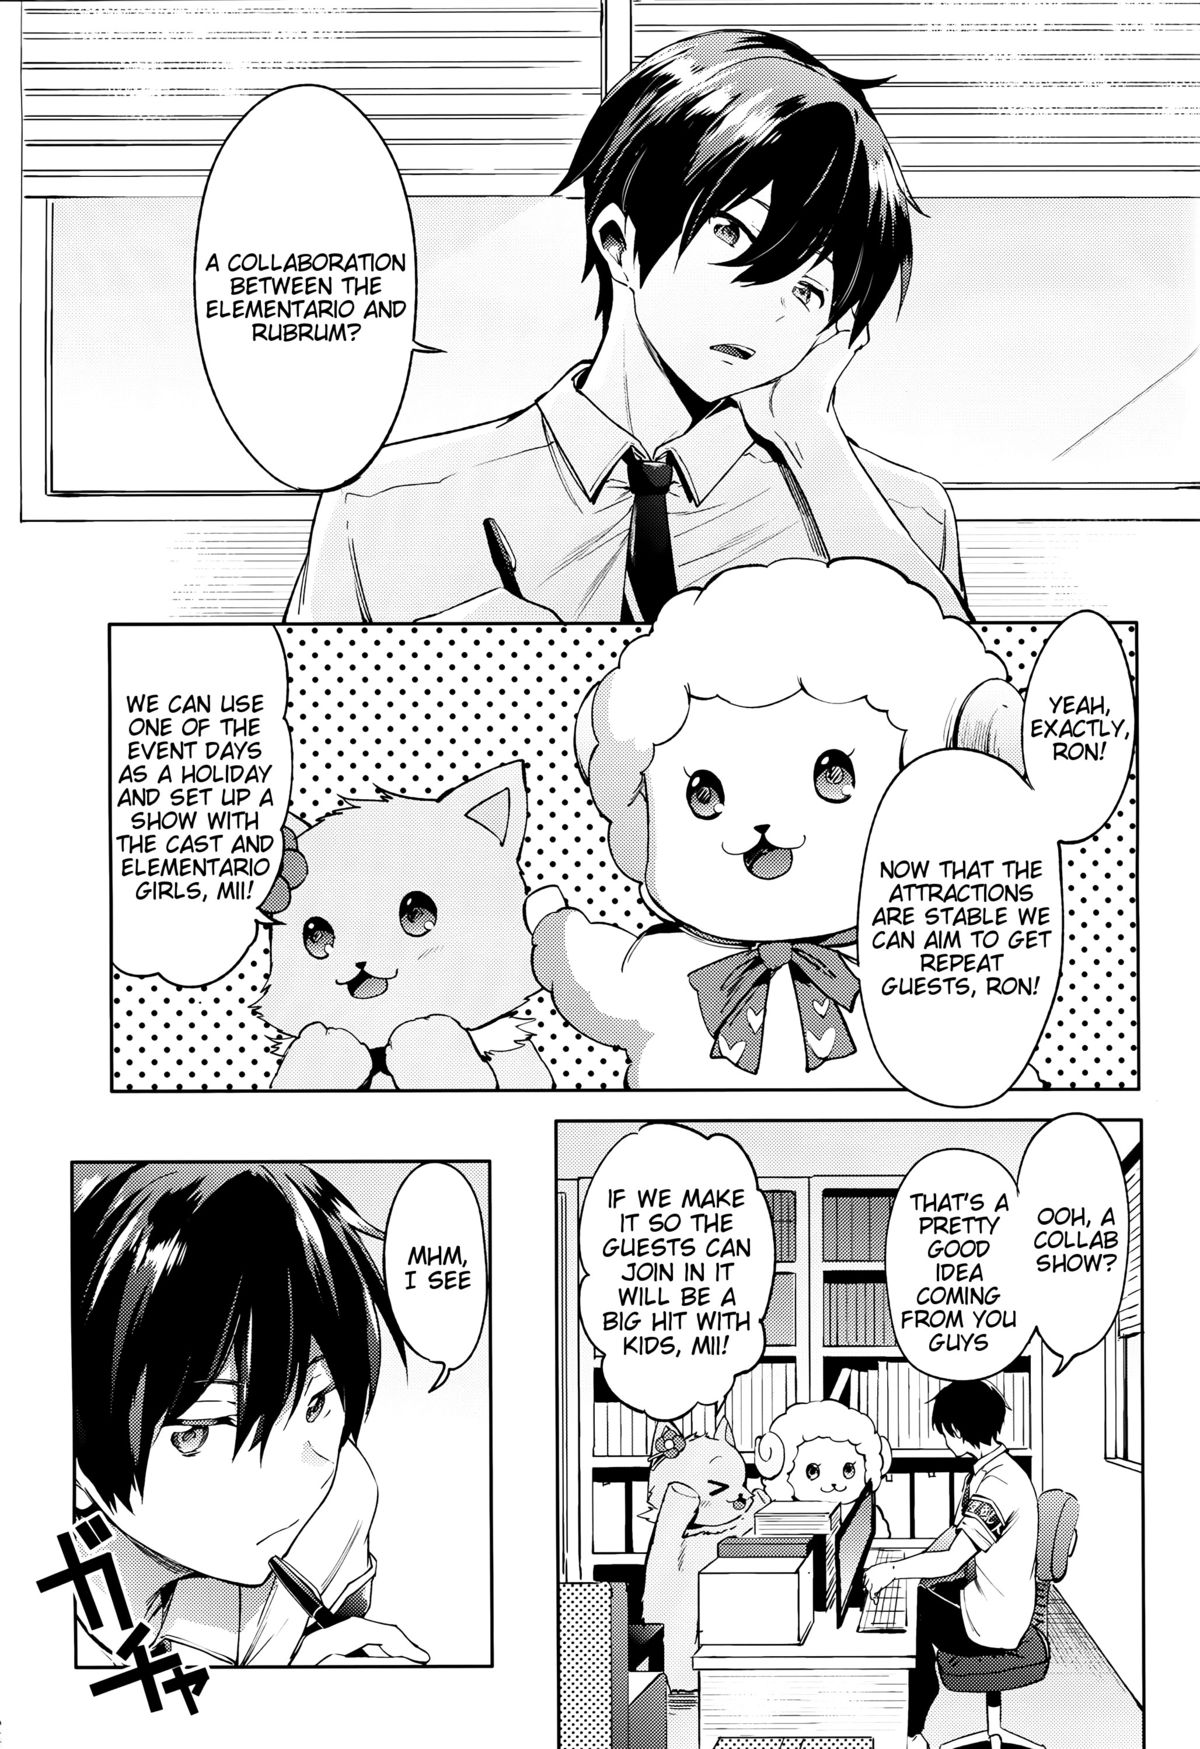 A COLLABORATION
BETWEEN THE
ELEMENTARIO AND
RUBRUM?
YEAH,
EXACTLY,
RON!
NOW THAT THE
ATTRACTIONS
ARE STABLE WE
CAN AIM TO GET
REPEAT
GUESTS, RON!
WE CAN USE
ONE OF THE
EVENT DAYS
AS A HOLIDAY
AND SET UP A
SHOW WITH
THE CAST AND
ELEMENTARIO
GIRLS, MII!
OOH, A
COLLAB
SHOW?
THAT'S A
PRETTY
GOOD
IDEA
COMING
FROM YOU
GUYS
IF WE MAKE
IT SO THE
GUESTS CAN
JOIN IN IT
WILL BE A
BIG HIT WITH
KIDS, MII!
MHM,
I SEE
ガチャ